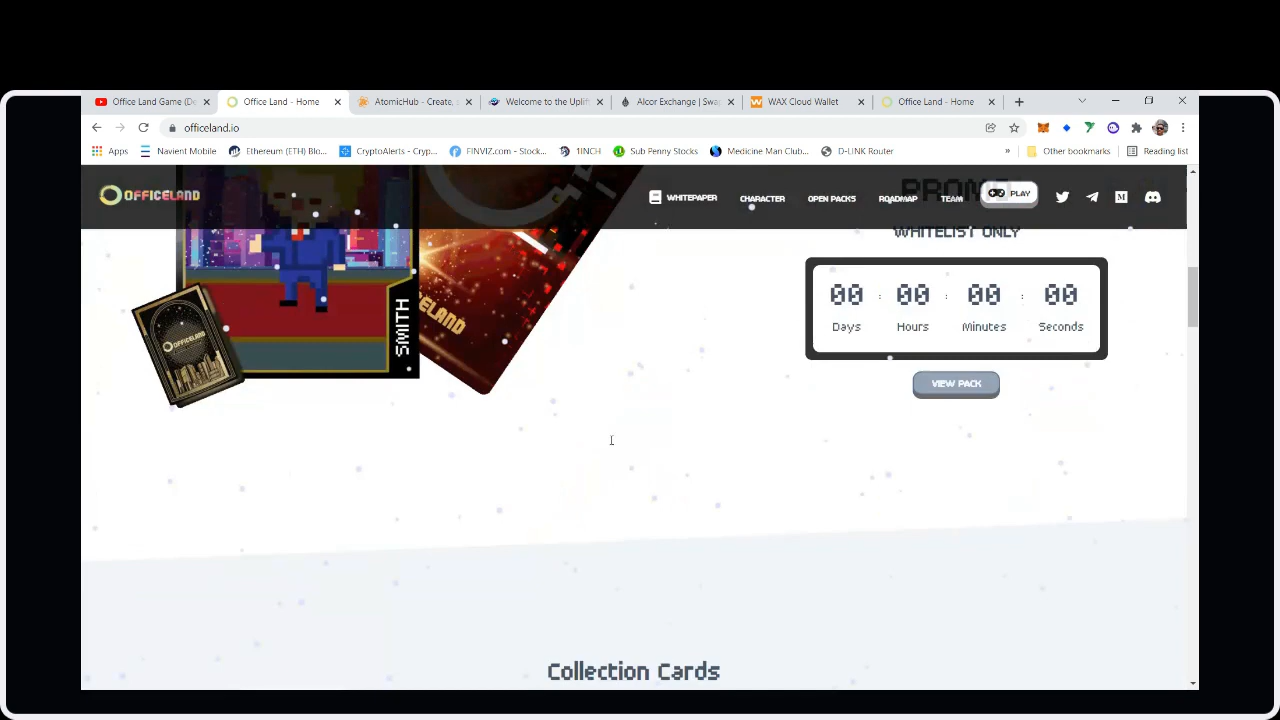 Office Land Game (De
Office Land - Home
AtomicHub - Create,
Welcome to the Uplif
Alcor Exchange | Swap
WAX Cloud Wallet
Office Land - Home
officeland.io
Apps
Navient Mobile
Ethereum (ETH) Blo...
CryptoAlerts - Cryp...
FINVIZ.com - Stock...
1INCH
Sub Penny Stocks
Medicine Man Club...
D-LINK Router
»
Other bookmarks
Reading list
OFFICELAND
WHITEPAPER
CHARACTER
OPEN PACKS
ROADMAP
TEAM
PLAY
PROMO
WHITELIST ONLY
00 : 00 : 00 : 00
Days Hours Minutes Seconds
VIEW PACK
SMITH
OFFICELAND
Collection Cards